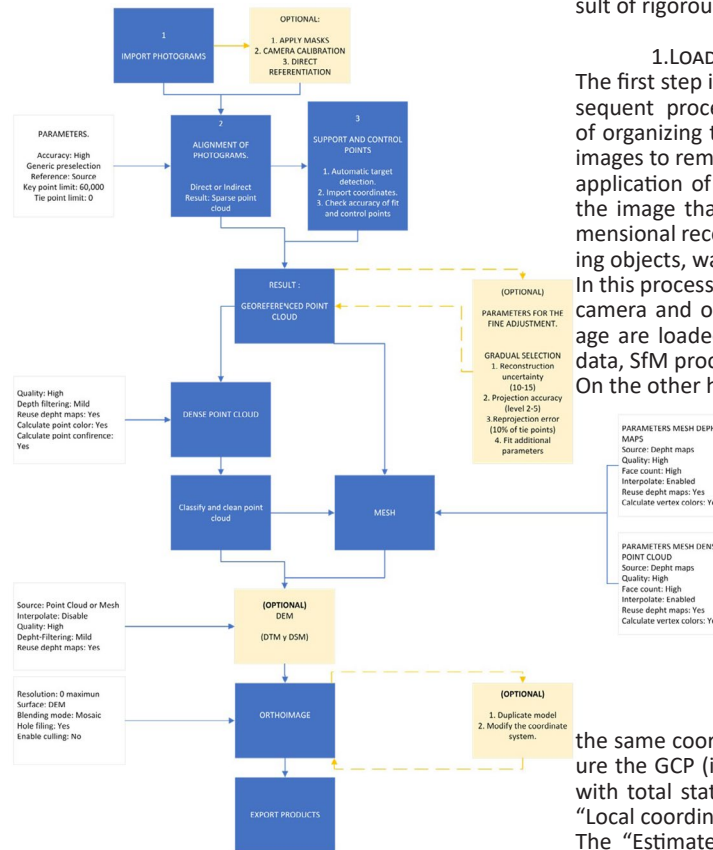 1
IMPORT PHOTOGRAMS
OPTIONAL:
1. APPLY MASKS
2. CAMERA CALIBRATION
3. DIRECT
REFERENTIATION
PARAMETERS.
Accuracy: High
Generic preselection
Reference: Source
Key point limit: 60,000
Tie point limit: 0
2
ALIGNMENT OF
PHOTOGRAMS.
Direct or Indirect
Result: Sparse point
cloud
3
SUPPORT AND CONTROL
POINTS
1. Automatic target
detection.
2. Import coordinates.
3. Check accuracy of fit
and control points
RESULT :
GEOREFERENCED POINT
CLOUD
(OPTIONAL)
PARAMETERS FOR THE
FINE ADJUSTMENT.
GRADUAL SELECTION
1. Reconstruction
uncertainty
(10-15)
2. Projection accuracy
(level 2-5)
3.Reprojection error
(10% of tie points)
4. Fit additional
parameters
Quality: High
Depth filtering: Mild
Reuse depht maps: Yes
Calculate point color: Yes
Calculate point confirence:
Yes
DENSE POINT CLOUD
Classify and clean point
cloud
MESH
PARAMETERS MESH DEPH
MAPS
Source: Depht maps
Quality: High
Face count: High
Interpolate: Enabled
Reuse depht maps: Yes
Calculate vertex colors: Ye
PARAMETERS MESH DENS
POINT CLOUD
Source: Depht maps
Quality: High
Face count: High
Interpolate: Enabled
Reuse depht maps: Yes
Calculate vertex colors: Ye
Source: Point Cloud or Mesh
Interpolate: Disable
Quality: High
Depht-Filtering: Mild
Reuse depht maps: Yes
(OPTIONAL)
DEM
(DTM y DSM)
Resolution: 0 maximun
Surface: DEM
Blending mode: Mosaic
Hole filing: Yes
Enable culling: No
ORTHOIMAGE
(OPTIONAL)
1. Duplicate model
2. Modify the coordinate
system.
EXPORT PRODUCTS
sult of rigorou
1.LOAD
The first step i
sequent proce
of organizing t
images to rem
application of
the image tha
mensional rec
ing objects, wa
In this process
camera and o
age are loade
data, SfM proc
On the other h
the same coor
ure the GCP (i
with total stat
“Local coordin
The “Estimate